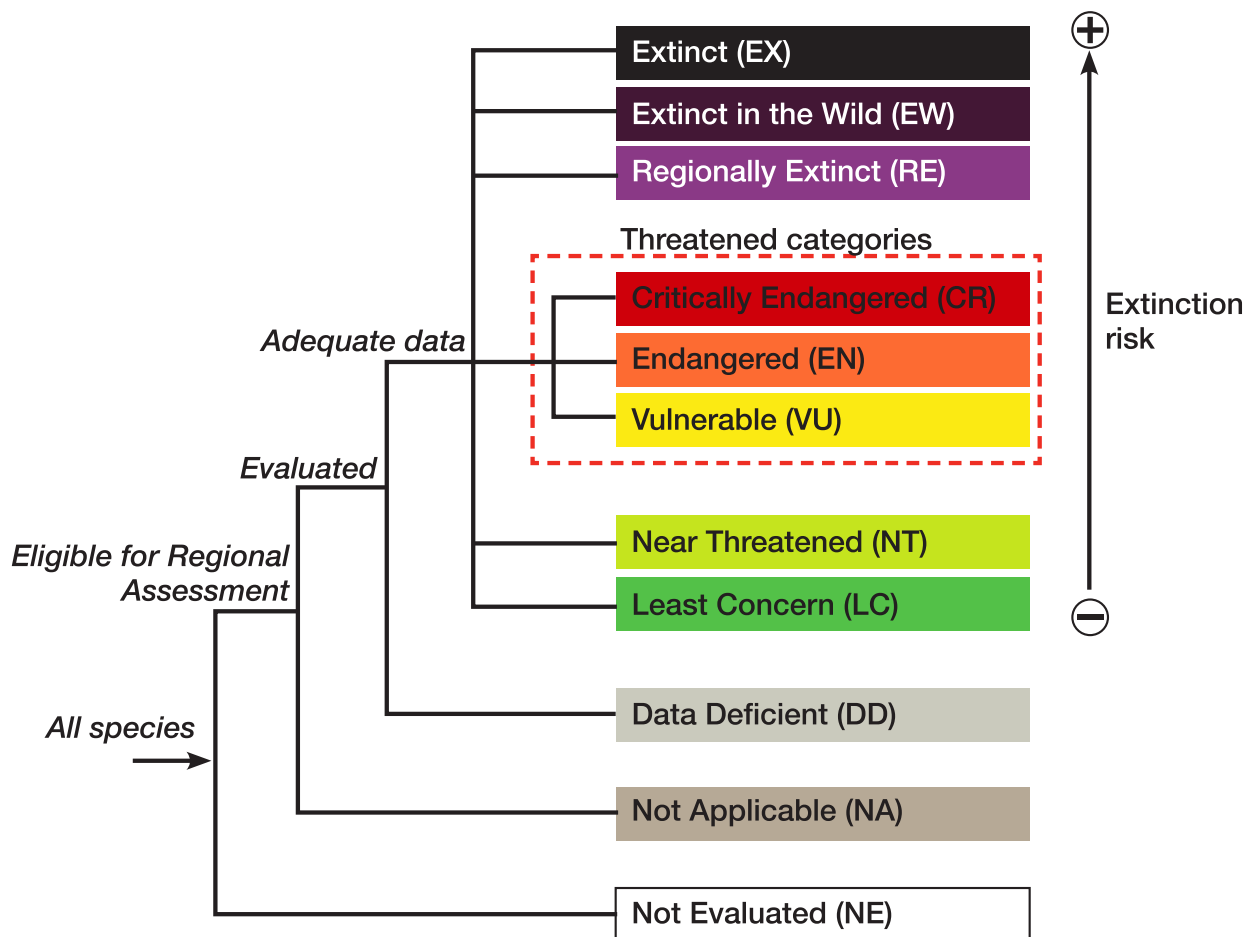 Extinct (EX)
Extinct in the Wild (EW)
Regionally Extinct (RE)
Threatened categories
Critically Endangered (CR)
Extinction
risk
Adequate data
Endangered (EN)
Vulnerable (VU)
Evaluated
Near Threatened (NT)
Eligible for Regional
Assessment
Least Concern (LC)
Data Deficient (DD)
All species
Not Applicable (NA)
Not Evaluated (NE)